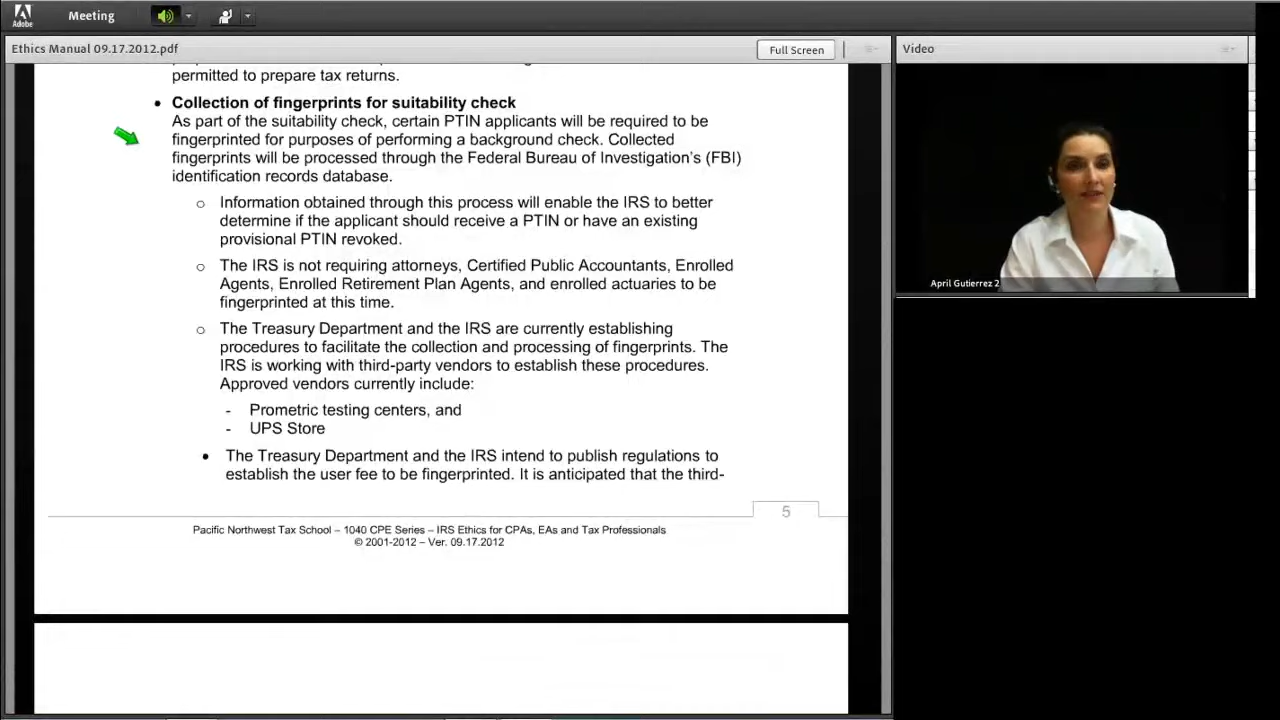 Adobe
Meeting
Ethics Manual 09.17.2012.pdf
Full Screen
Video
permitted to prepare tax returns.
• Collection of fingerprints for suitability check
As part of the suitability check, certain PTIN applicants will be required to be
fingerprinted for purposes of performing a background check. Collected
fingerprints will be processed through the Federal Bureau of Investigation's (FBI)
identification records database.
o Information obtained through this process will enable the IRS to better
determine if the applicant should receive a PTIN or have an existing
provisional PTIN revoked.
o The IRS is not requiring attorneys, Certified Public Accountants, Enrolled
Agents, Enrolled Retirement Plan Agents, and enrolled actuaries to be
fingerprinted at this time.
o The Treasury Department and the IRS are currently establishing
procedures to facilitate the collection and processing of fingerprints. The
IRS is working with third-party vendors to establish these procedures.
Approved vendors currently include:
- Prometric testing centers, and
- UPS Store
• The Treasury Department and the IRS intend to publish regulations to
establish the user fee to be fingerprinted. It is anticipated that the third-
5
Pacific Northwest Tax School – 1040 CPE Series – IRS Ethics for CPAs, EAs and Tax Professionals
© 2001-2012 – Ver. 09.17.2012
April Gutierrez 2